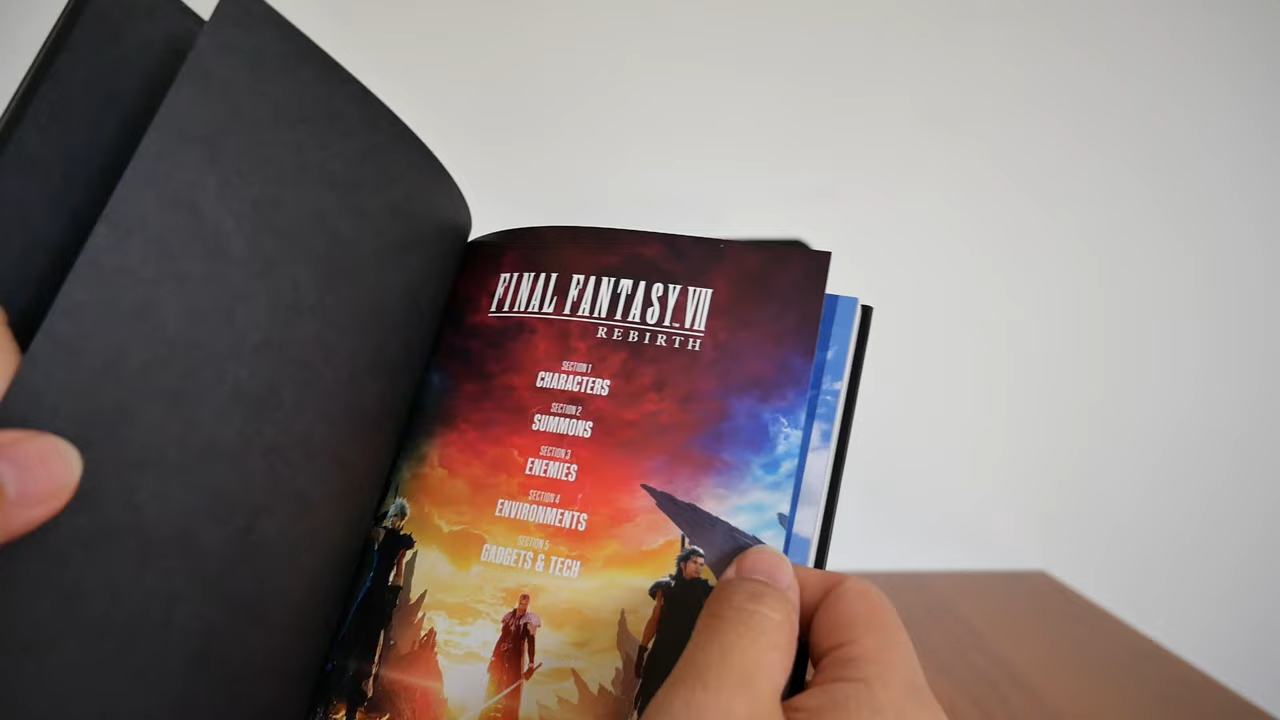 FINAL FANTASY VII
REBIRTH
SECTION 1
CHARACTERS
SECTION 2
SUMMONS
SECTION 3
ENEMIES
SECTION 4
ENVIRONMENTS
SECTION 5
GADGETS & TECH